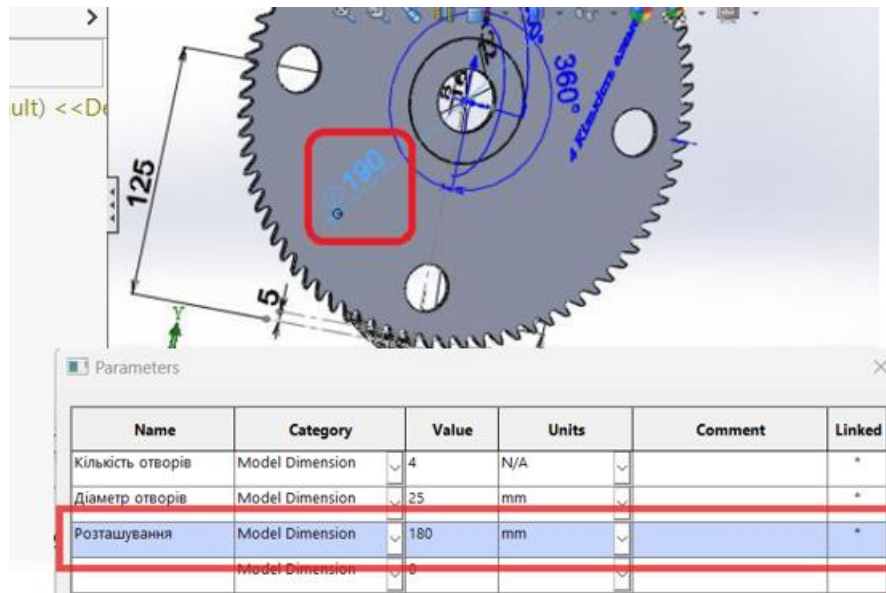 >
ult) <<De
125
360°
180
5
Y
Parameters
Name Category Value Units Comment Linked
Кількість отворів Model Dimension 4 N/A *
Діаметр отворів Model Dimension 25 mm *
Розташування Model Dimension 180 mm *
Model Dimension 0